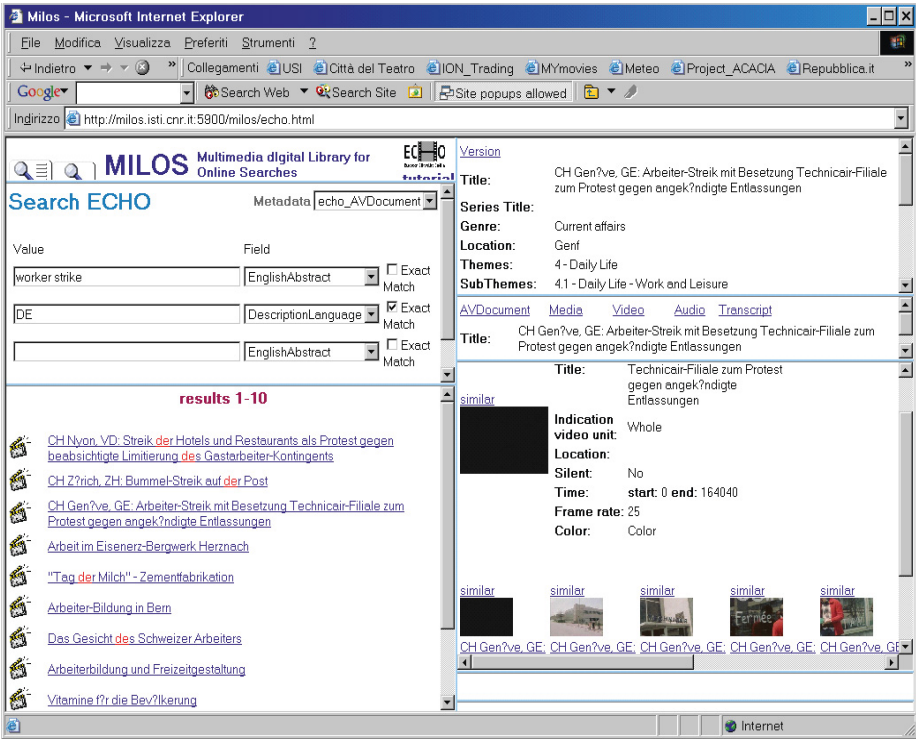 Milos - Microsoft Internet Explorer
File Modifica Visualizza Preferiti Strumenti ?
Indietro » Collegamenti USI Città del Teatro ION_Trading MYmovies Meteo Project_ACACIA Repubblica.it »
Google Search Web Search Site Site popups allowed
Indirizzo http://milos.isti.cnr.it:5900/milos/echo.html
MILOS Multimedia dIgital Library for
Online Searches
ECHO
tutorial
Search ECHO
Metadata echo_AVDocument
Value Field
worker strike EnglishAbstract Exact
Match
DE DescriptionLanguage Exact
Match
EnglishAbstract Exact
Match
results 1-10
CH Nyon, VD: Streik der Hotels und Restaurants als Protest gegen
beabsichtigte Limitierung des Gastarbeiter-Kontingents
CH Z?rich, ZH: Bummel-Streik auf der Post
CH Gen?ve, GE: Arbeiter-Streik mit Besetzung Technicair-Filiale zum
Protest gegen angek?ndigte Entlassungen
Arbeit im Eisenerz-Bergwerk Herznach
"Tag der Milch" - Zementfabrikation
Arbeiter-Bildung in Bern
Das Gesicht des Schweizer Arbeiters
Arbeiterbildung und Freizeitgestaltung
Vitamine f?r die Bev?lkerung
Version
Title: CH Gen?ve, GE: Arbeiter-Streik mit Besetzung Technicair-Filiale
zum Protest gegen angek?ndigte Entlassungen
Series Title:
Genre: Current affairs
Location: Genf
Themes: 4 - Daily Life
SubThemes: 4.1 - Daily Life - Work and Leisure
AVDocument Media Video Audio Transcript
Title: CH Gen?ve, GE: Arbeiter-Streik mit Besetzung Technicair-Filiale zum
Protest gegen angek?ndigte Entlassungen
Title: Technicair-Filiale zum Protest
gegen angek?ndigte
Entlassungen
similar
Indication
video unit: Whole
Location:
Silent: No
Time: start: 0 end: 164040
Frame rate: 25
Color: Color
similar similar similar similar similar
Fermée
CH Gen?ve, GE: CH Gen?ve, GE: CH Gen?ve, GE: CH Gen?ve, GE: CH Gen?ve, GE
Internet